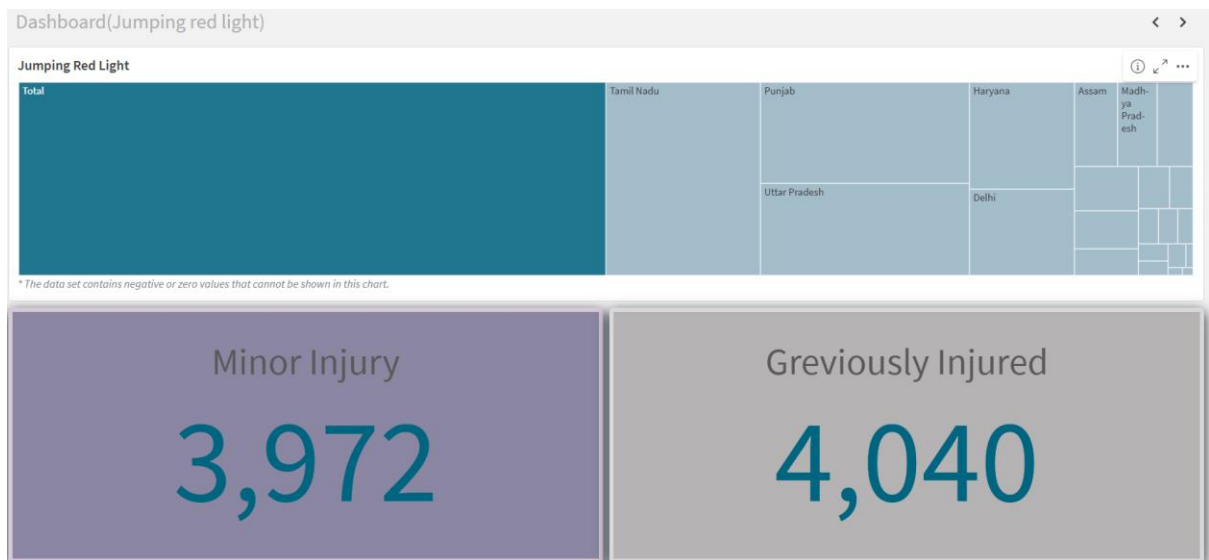 Dashboard(Jumping red light)
Jumping Red Light
Total
Tamil Nadu
Punjab
Haryana
Assam
Madh-
ya
Prad-
esh
Uttar Pradesh
Delhi
* The data set contains negative or zero values that cannot be shown in this chart.
Minor Injury
3,972
Greviously Injured
4,040